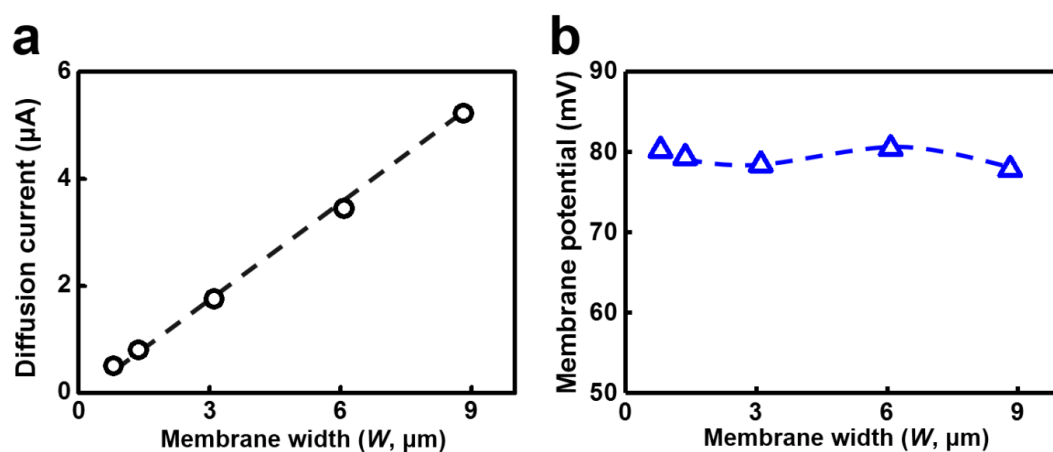 a
Diffusion current (μA)
6
4
2
0
0 3 6 9
Membrane width (W, μm)
b
Membrane potential (mV)
90
80
70
60
50
0 3 6 9
Membrane width (W, μm)